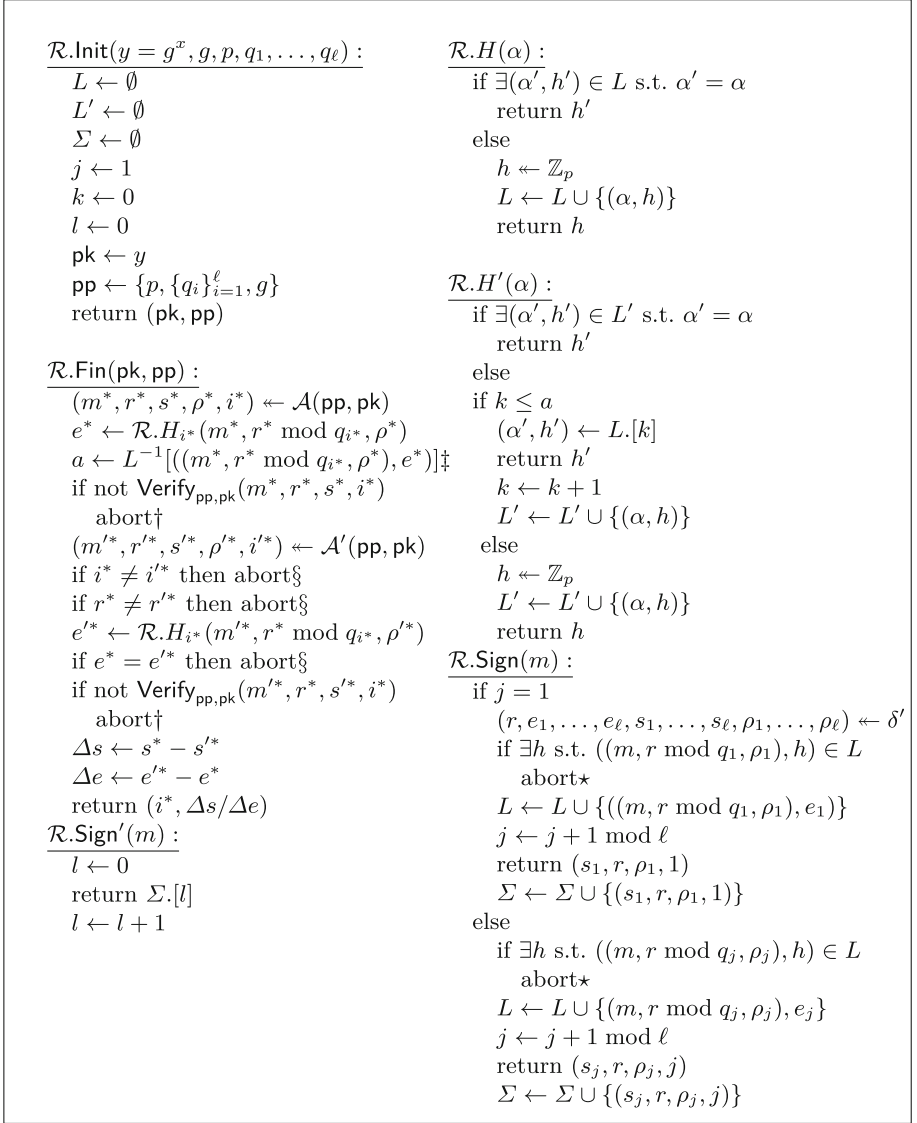 R.Init(y = g^x, g, p, q_1, . . . , q_ℓ) :
L ← ∅
L′ ← ∅
Σ ← ∅
j ← 1
k ← 0
l ← 0
pk ← y
pp ← {p, {q_i}_{i=1}^ℓ, g}
return (pk, pp)
R.Fin(pk, pp) :
(m*, r*, s*, ρ*, i*) ↞ A(pp, pk)
e* ← R.H_{i*}(m*, r* mod q_{i*}, ρ*)
a ← L^{−1}[((m*, r* mod q_{i*}, ρ*), e*)]‡
if not Verify_{pp,pk}(m*, r*, s*, i*)
abort†
(m′*, r′*, s′*, ρ′*, i′*) ↞ A′(pp, pk)
if i* ≠ i′* then abort§
if r* ≠ r′* then abort§
e′* ← R.H_{i*}(m′*, r* mod q_{i*}, ρ′*)
if e* = e′* then abort§
if not Verify_{pp,pk}(m′*, r*, s′*, i*)
abort†
Δs ← s* − s′*
Δe ← e′* − e*
return (i*, Δs/Δe)
R.Sign′(m) :
l ← 0
return Σ.[l]
l ← l + 1
R.H(α) :
if ∃(α′, h′) ∈ L s.t. α′ = α
return h′
else
h ↞ ℤ_p
L ← L ∪ {(α, h)}
return h
R.H′(α) :
if ∃(α′, h′) ∈ L′ s.t. α′ = α
return h′
else
if k ≤ a
(α′, h′) ← L.[k]
return h′
k ← k + 1
L′ ← L′ ∪ {(α, h)}
else
h ↞ ℤ_p
L′ ← L′ ∪ {(α, h)}
return h
R.Sign(m) :
if j = 1
(r, e_1, . . . , e_ℓ, s_1, . . . , s_ℓ, ρ_1, . . . , ρ_ℓ) ↞ δ′
if ∃h s.t. ((m, r mod q_1, ρ_1), h) ∈ L
abort⋆
L ← L ∪ {((m, r mod q_1, ρ_1), e_1)}
j ← j + 1 mod ℓ
return (s_1, r, ρ_1, 1)
Σ ← Σ ∪ {(s_1, r, ρ_1, 1)}
else
if ∃h s.t. ((m, r mod q_j, ρ_j), h) ∈ L
abort⋆
L ← L ∪ {(m, r mod q_j, ρ_j), e_j}
j ← j + 1 mod ℓ
return (s_j, r, ρ_j, j)
Σ ← Σ ∪ {(s_j, r, ρ_j, j)}